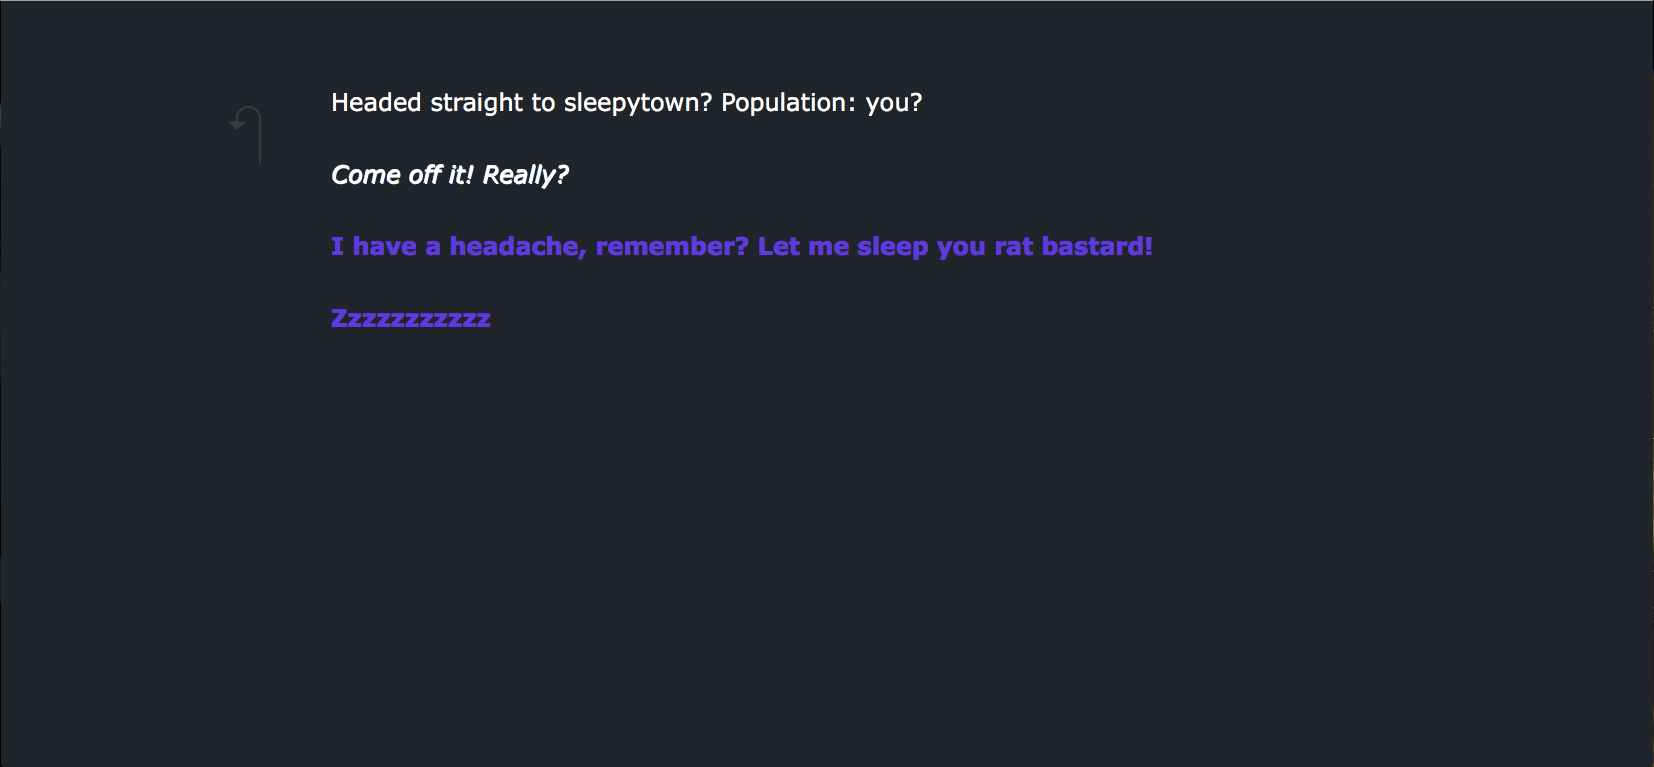 Headed straight to sleepytown? Population: you?
Come off it! Really?
I have a headache, remember? Let me sleep you rat bastard!
Zzzzzzzzzzz